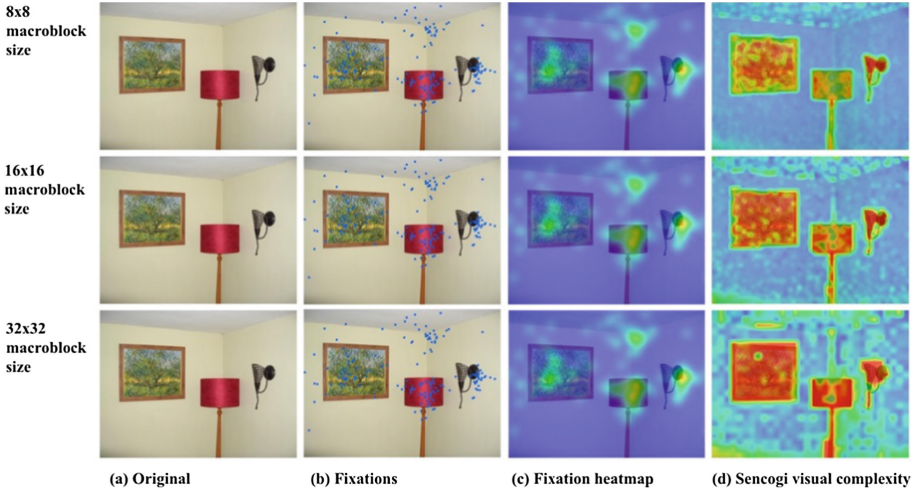 8x8
macroblock
size
16x16
macroblock
size
32x32
macroblock
size
(a) Original (b) Fixations (c) Fixation heatmap (d) Sencogi visual complexity